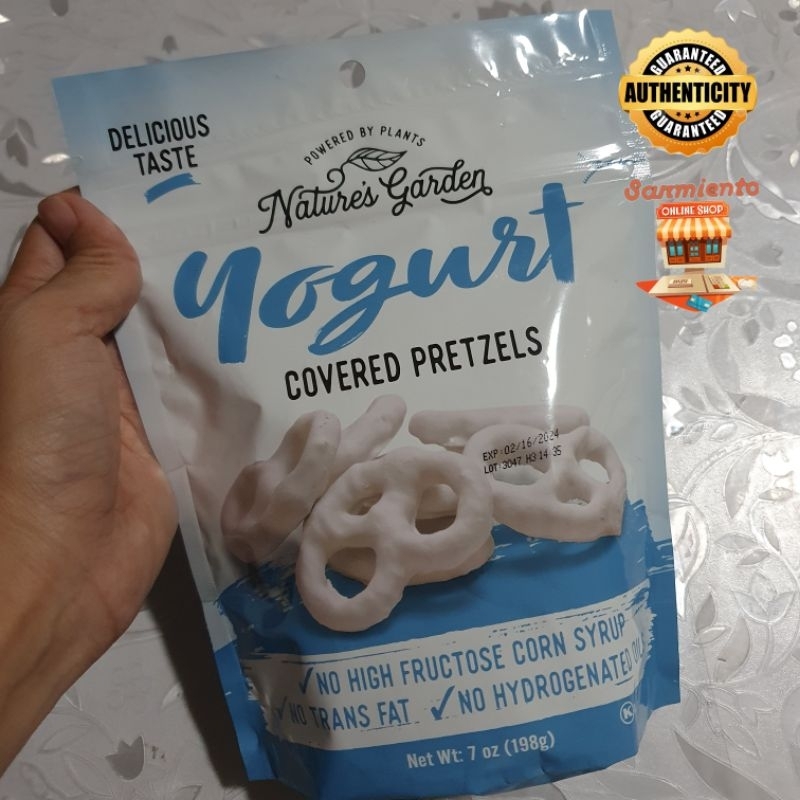 DELICIOUS
TASTE
POWERED BY PLANTS
Nature's Garden
Yogurt
COVERED PRETZELS
EXP:02/16/2024
LOT:3047 H3 14:35
✓NO HIGH FRUCTOSE CORN SYRUP
✓NO TRANS FAT ✓NO HYDROGENATED OIL
K
Net Wt: 7 oz (198g)
GUARANTEED
AUTHENTICITY
GUARANTEED
Sarmiento
ONLINE SHOP